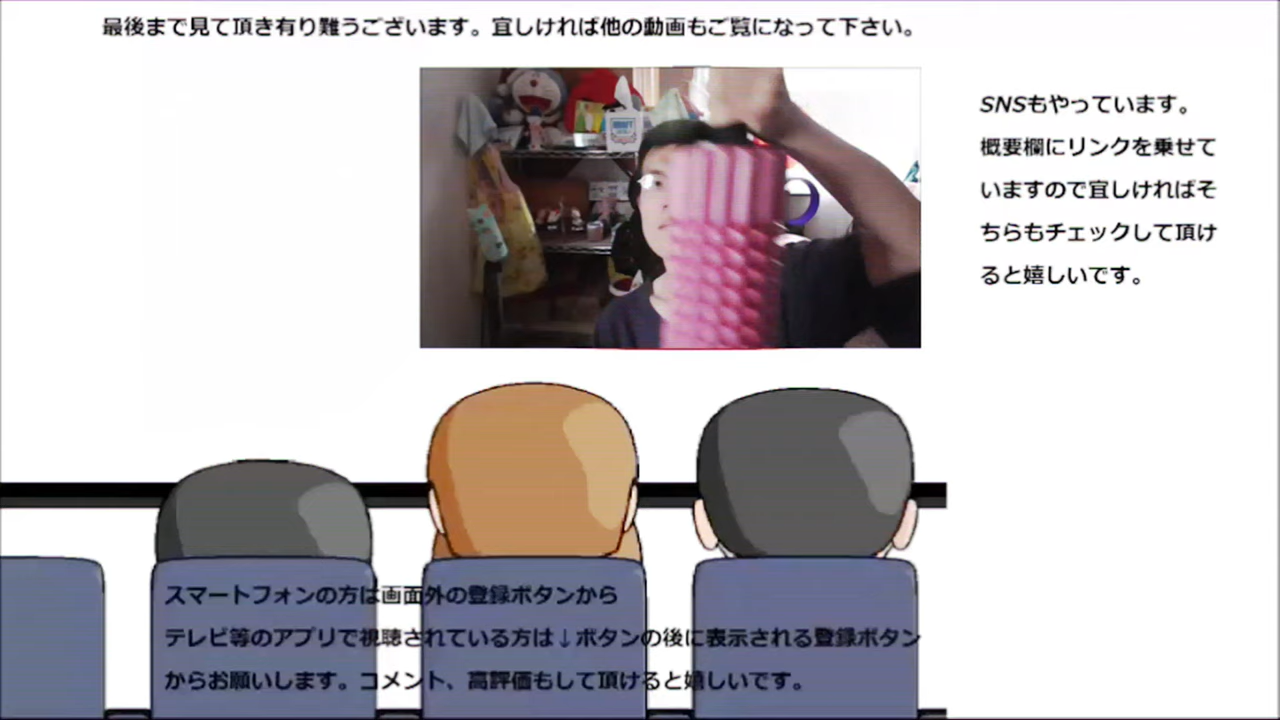 最後まで見て頂き有り難うございます。宜しければ他の動画もご覧になって下さい。
SNSもやっています。
概要欄にリンクを乗せて
いますので宜しければそ
ちらもチェックして頂け
ると嬉しいです。
スマートフォンの方は画面外の登録ボタンから
テレビ等のアプリで視聴されている方は↓ボタンの後に表示される登録ボタン
からお願いします。コメント、高評価もして頂けると嬉しいです。